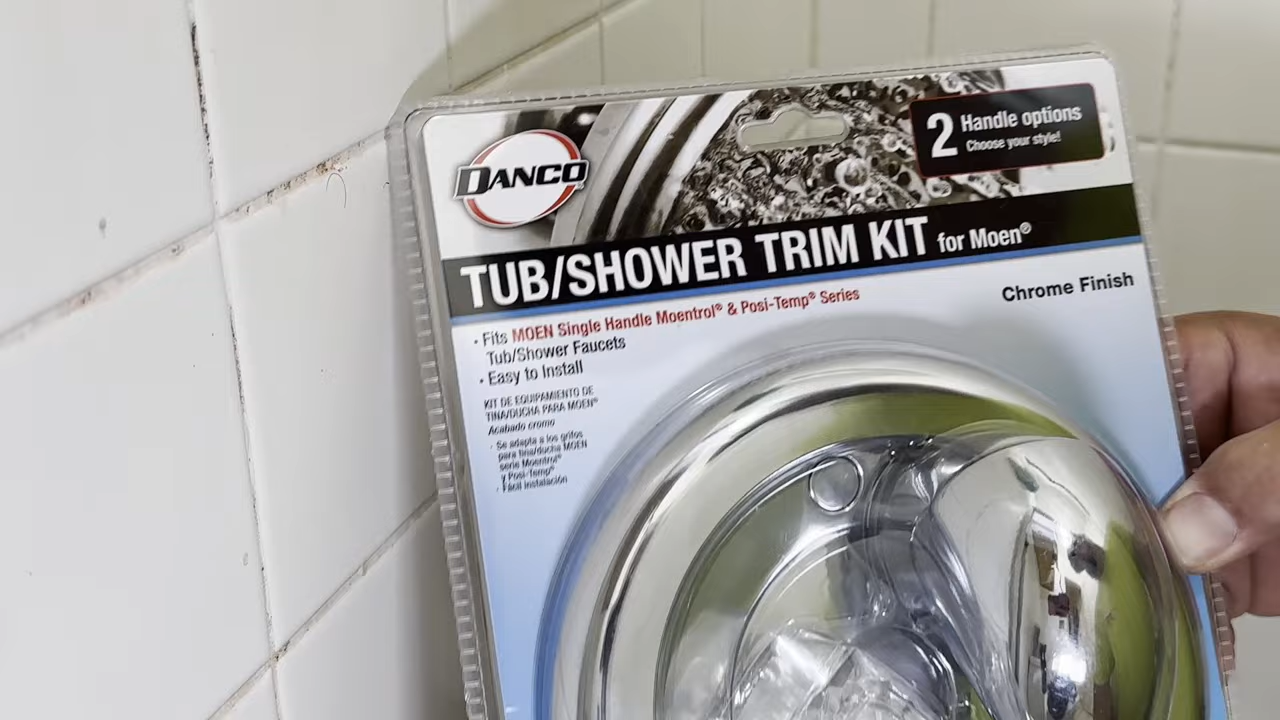 DANCO
2 Handle options
Choose your style!
TUB/SHOWER TRIM KIT for Moen®
Chrome Finish
· Fits MOEN Single Handle Moentrol® & Posi-Temp® Series
Tub/Shower Faucets
· Easy to Install
KIT DE EQUIPAMIENTO DE
TINA/DUCHA PARA MOEN®
Acabado cromo
· Se adapta a los grifos
para tina/ducha MOEN
serie Moentrol®
y Posi-Temp®
· Fácil instalación